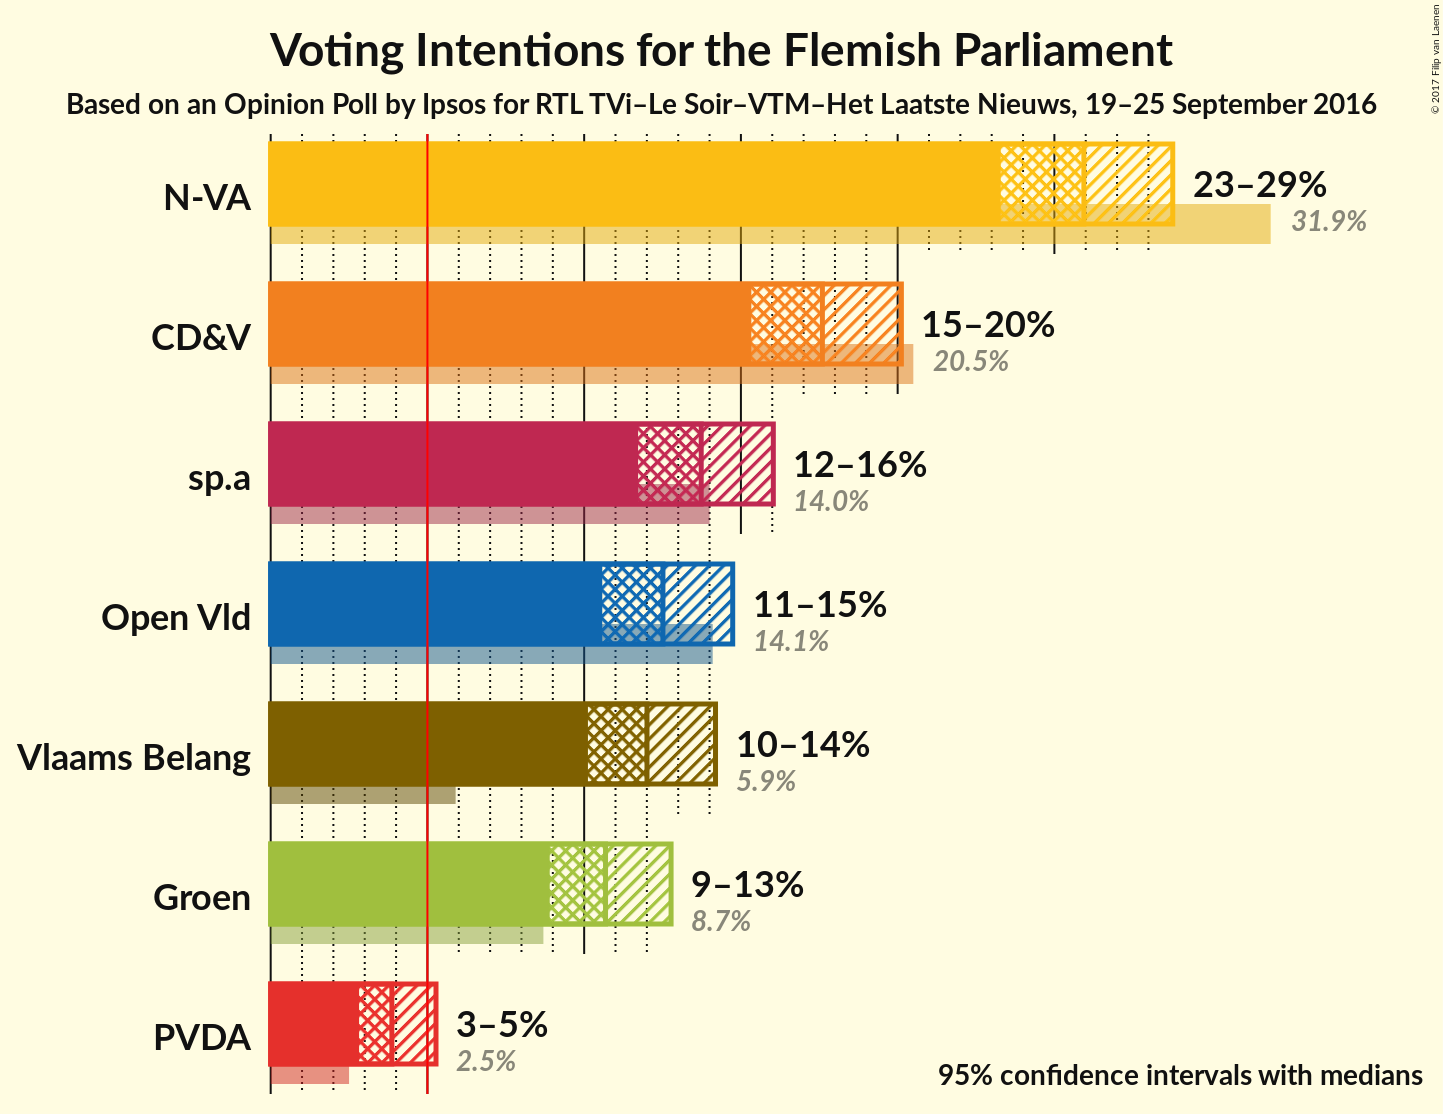 Voting Intentions for the Flemish Parliament
Based on an Opinion Poll by Ipsos for RTL TVi–Le Soir–VTM–Het Laatste Nieuws, 19–25 September 2016
© 2017 Filip van Laenen
N-VA
23–29%
31.9%
CD&V
15–20%
20.5%
sp.a
12–16%
14.0%
Open Vld
11–15%
14.1%
Vlaams Belang
10–14%
5.9%
Groen
9–13%
8.7%
PVDA
3–5%
2.5%
95% confidence intervals with medians